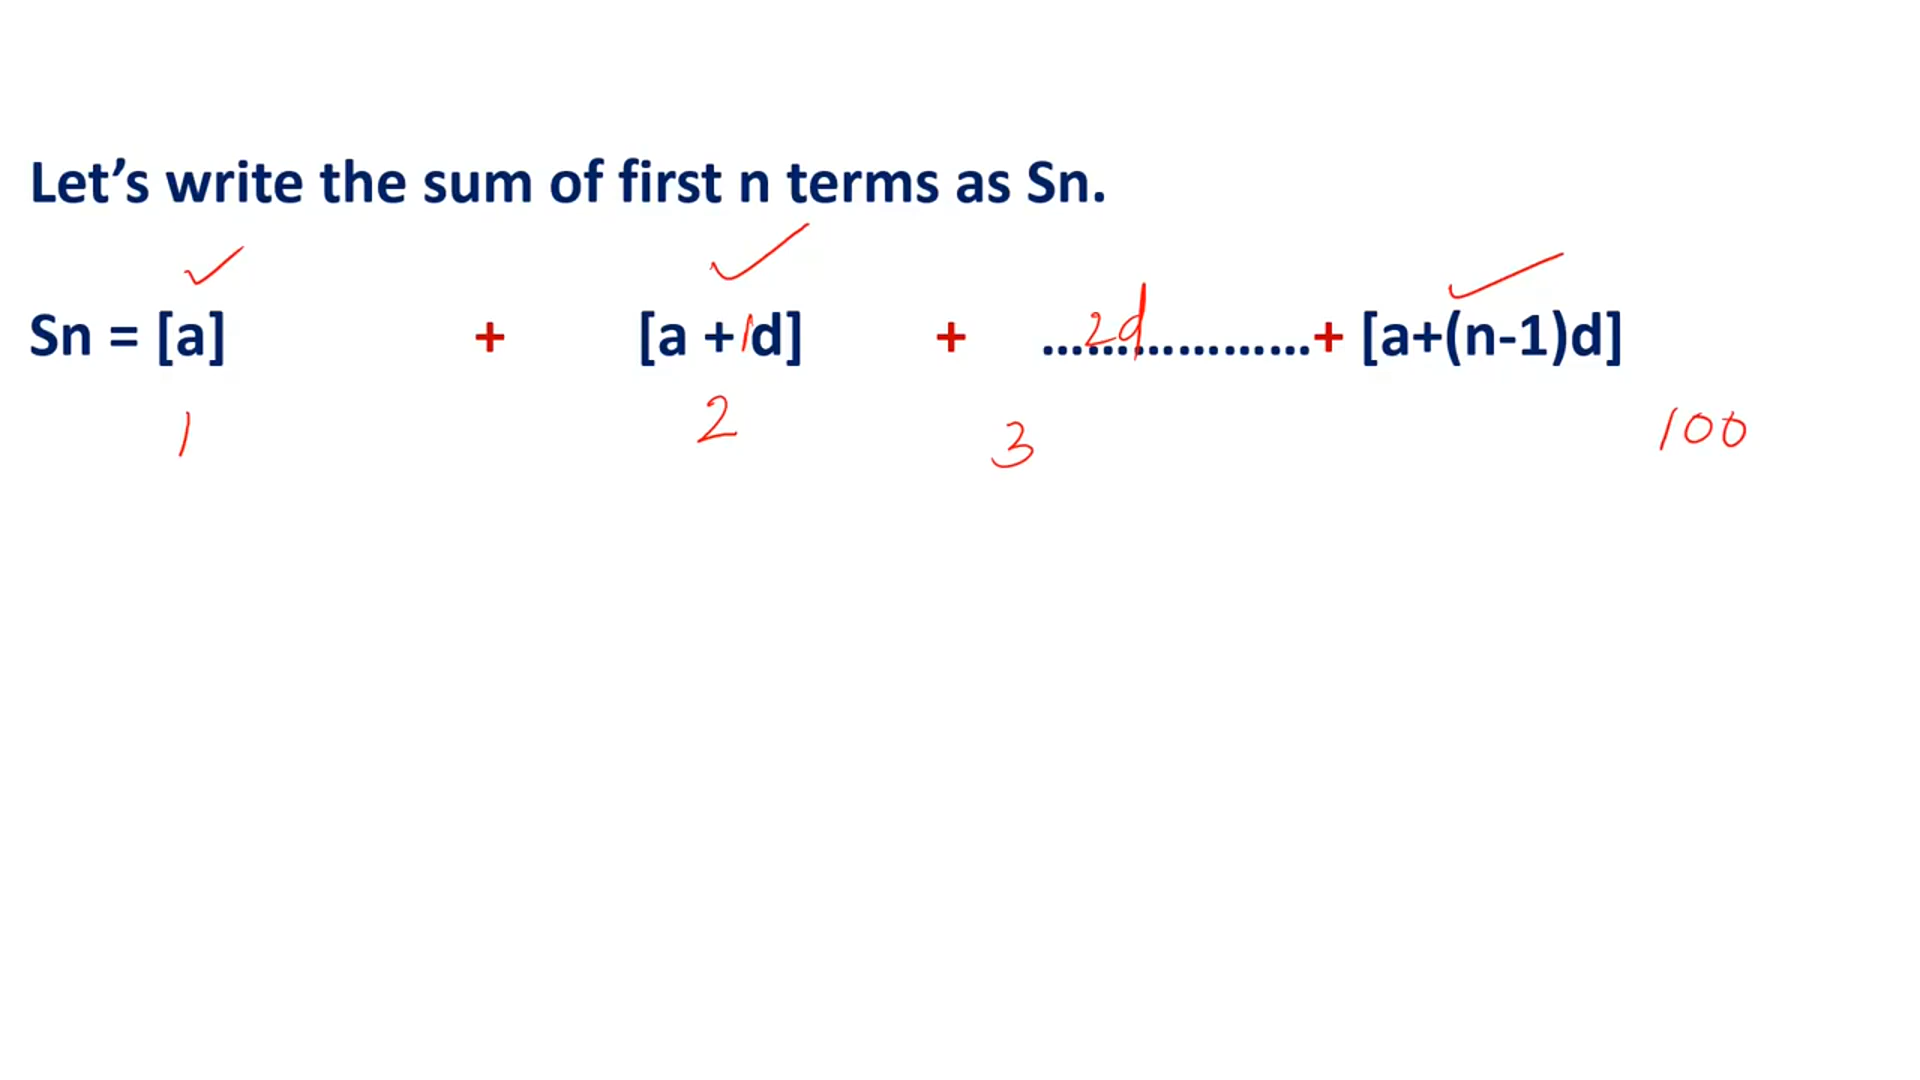 Let’s write the sum of first n terms as Sn.
Sn = [a] + [a + 1d] + 2d ..................+ [a+(n-1)d]
1 2 3 100